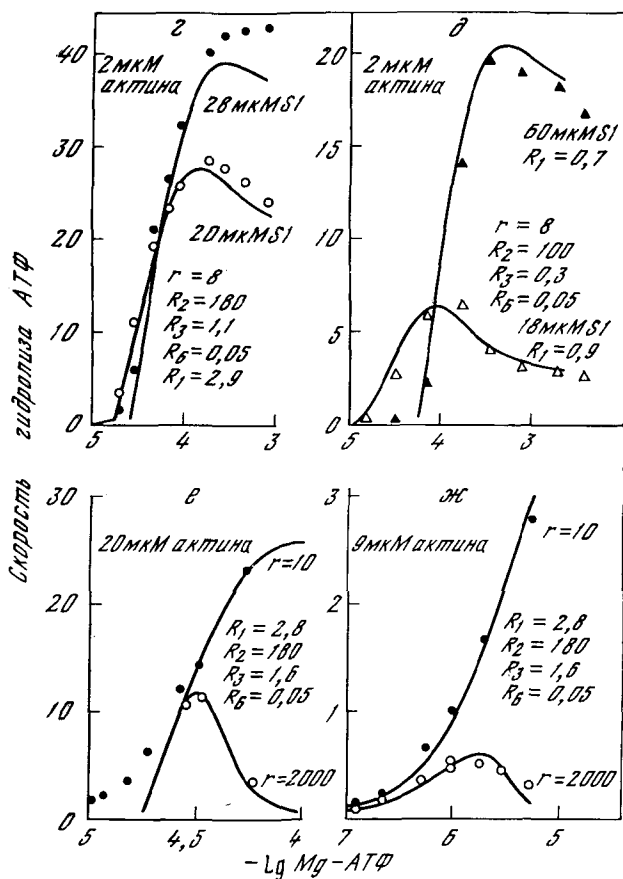 г
2 мкМ
актина
28 мкМ S1
20 мкМ S1
r = 8
R2 = 180
R3 = 1,1
R6 = 0,05
R1 = 2,9
40
30
20
10
0
5
4
3
д
2 мкМ
актина
60 мкМ S1
R1 = 0,7
r = 8
R2 = 100
R3 = 0,3
R6 = 0,05
18 мкМ S1
R1 = 0,9
20
15
10
5
0
5
4
3
Скорость гидролиза АТФ
е
20 мкМ актина
r = 10
R1 = 2,8
R2 = 180
R3 = 1,6
R6 = 0,05
r = 2000
30
20
10
0
5
4,5
4
ж
9 мкМ актина
r = 10
R1 = 2,8
R2 = 180
R3 = 1,6
R6 = 0,05
r = 2000
3
2
1
0
7
6
5
-lg Mg-АТФ